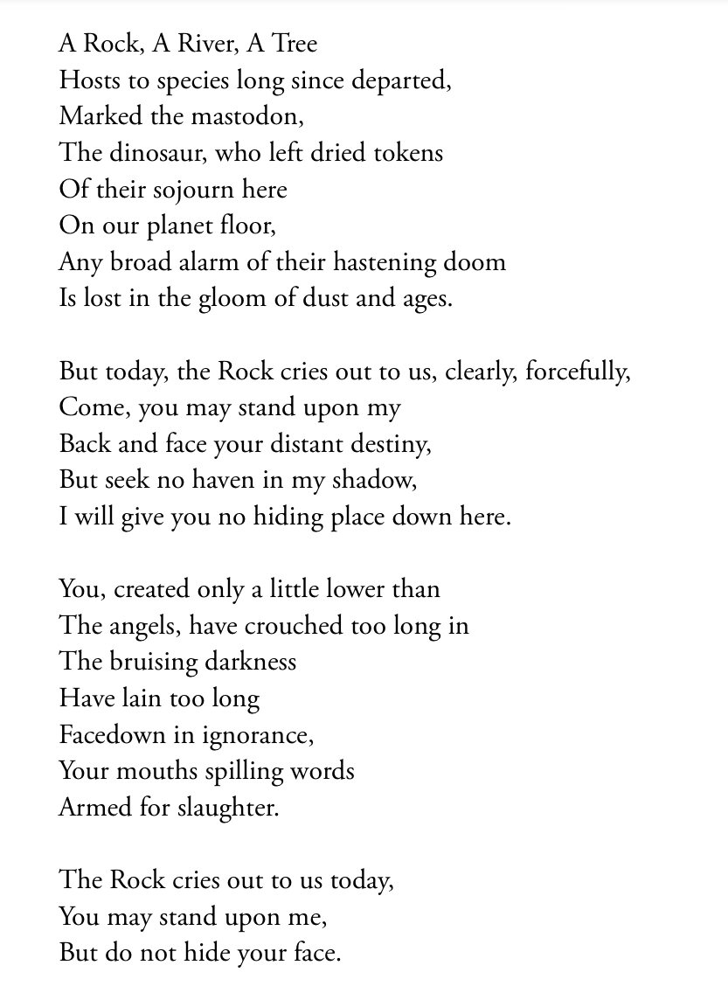 A Rock, A River, A Tree
Hosts to species long since departed,
Marked the mastodon,
The dinosaur, who left dried tokens
Of their sojourn here
On our planet floor,
Any broad alarm of their hastening doom
Is lost in the gloom of dust and ages.

But today, the Rock cries out to us, clearly, forcefully,
Come, you may stand upon my
Back and face your distant destiny,
But seek no haven in my shadow,
I will give you no hiding place down here.

You, created only a little lower than
The angels, have crouched too long in
The bruising darkness
Have lain too long
Facedown in ignorance,
Your mouths spilling words
Armed for slaughter.

The Rock cries out to us today,
You may stand upon me,
But do not hide your face.